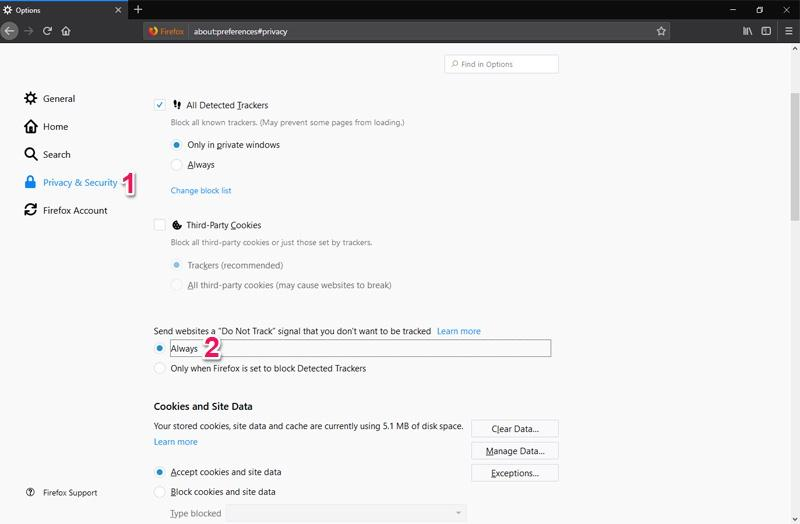 Options
Firefox about:preferences#privacy
Find in Options
General
Home
Search
Privacy & Security 1
Firefox Account
All Detected Trackers
Block all known trackers. (May prevent some pages from loading.)
Only in private windows
Always
Change block list
Third-Party Cookies
Block all third-party cookies or just those set by trackers.
Trackers (recommended)
All third-party cookies (may cause websites to break)
Send websites a “Do Not Track” signal that you don’t want to be tracked Learn more
Always 2
Only when Firefox is set to block Detected Trackers
Cookies and Site Data
Your stored cookies, site data and cache are currently using 5.1 MB of disk space.
Learn more
Clear Data...
Manage Data...
Exceptions...
Accept cookies and site data
Block cookies and site data
Type blocked
Firefox Support